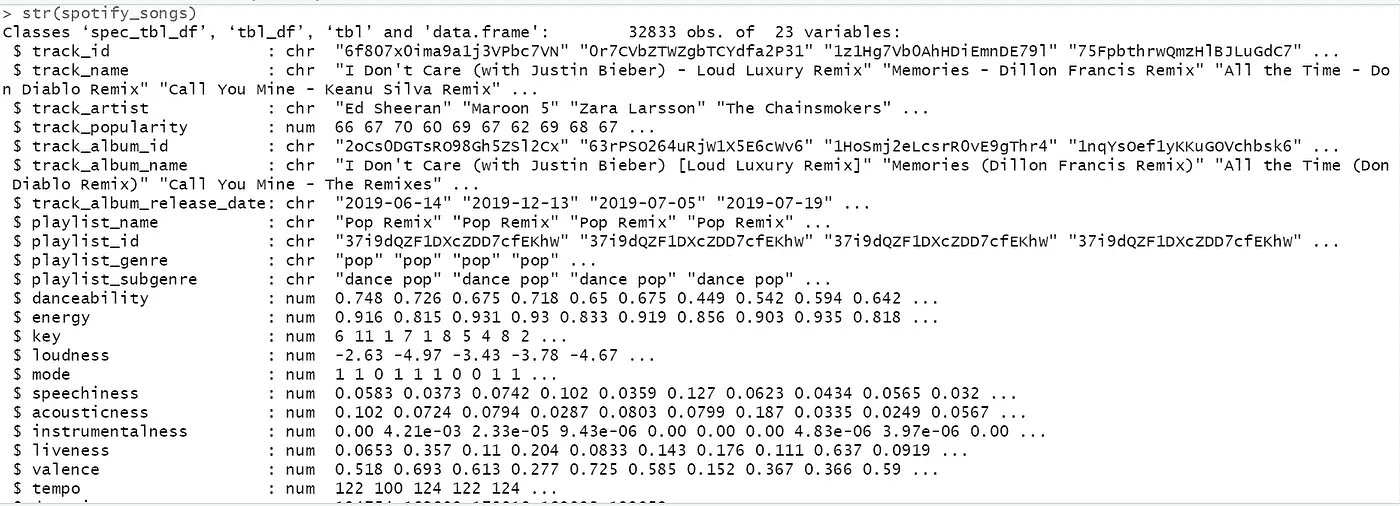 > str(spotify_songs)
Classes ‘spec_tbl_df’, ‘tbl_df’, ‘tbl’ and 'data.frame':	32833 obs. of  23 variables:
 $ track_id                : chr  "6f807x0ima9a1j3VPbc7VN" "0r7CVbZTWZgbTCYdfa2P31" "1z1Hg7Vb0AhHDiEmnDE79l" "75FpbthrwQmzHlBJLuGdC7" ...
 $ track_name              : chr  "I Don't Care (with Justin Bieber) - Loud Luxury Remix" "Memories - Dillon Francis Remix" "All the Time - Do
n Diablo Remix" "Call You Mine - Keanu Silva Remix" ...
 $ track_artist            : chr  "Ed Sheeran" "Maroon 5" "Zara Larsson" "The Chainsmokers" ...
 $ track_popularity        : num  66 67 70 60 69 67 62 69 68 67 ...
 $ track_album_id          : chr  "2oCs0DGTsRO98Gh5ZSl2Cx" "63rPSO264uRjW1X5E6cWv6" "1HoSmj2eLcsrR0vE9gThr4" "1nqYsOef1yKKuGOVchbsk6" ...
 $ track_album_name        : chr  "I Don't Care (with Justin Bieber) [Loud Luxury Remix]" "Memories (Dillon Francis Remix)" "All the Time (Don
 Diablo Remix)" "Call You Mine - The Remixes" ...
 $ track_album_release_date: chr  "2019-06-14" "2019-12-13" "2019-07-05" "2019-07-19" ...
 $ playlist_name           : chr  "Pop Remix" "Pop Remix" "Pop Remix" "Pop Remix" ...
 $ playlist_id             : chr  "37i9dQZF1DXcZDD7cfEKhW" "37i9dQZF1DXcZDD7cfEKhW" "37i9dQZF1DXcZDD7cfEKhW" "37i9dQZF1DXcZDD7cfEKhW" ...
 $ playlist_genre          : chr  "pop" "pop" "pop" "pop" ...
 $ playlist_subgenre       : chr  "dance pop" "dance pop" "dance pop" "dance pop" ...
 $ danceability            : num  0.748 0.726 0.675 0.718 0.65 0.675 0.449 0.542 0.594 0.642 ...
 $ energy                  : num  0.916 0.815 0.931 0.93 0.833 0.919 0.856 0.903 0.935 0.818 ...
 $ key                     : num  6 11 1 7 1 8 5 4 8 2 ...
 $ loudness                : num  -2.63 -4.97 -3.43 -3.78 -4.67 ...
 $ mode                    : num  1 1 0 1 1 1 0 0 1 1 ...
 $ speechiness             : num  0.0583 0.0373 0.0742 0.102 0.0359 0.127 0.0623 0.0434 0.0565 0.032 ...
 $ acousticness            : num  0.102 0.0724 0.0794 0.0287 0.0803 0.0799 0.187 0.0335 0.0249 0.0567 ...
 $ instrumentalness        : num  0.00 4.21e-03 2.33e-05 9.43e-06 0.00 0.00 0.00 4.83e-06 3.97e-06 0.00 ...
 $ liveness                : num  0.0653 0.357 0.11 0.204 0.0833 0.143 0.176 0.111 0.637 0.0919 ...
 $ valence                 : num  0.518 0.693 0.613 0.277 0.725 0.585 0.152 0.367 0.366 0.59 ...
 $ tempo                   : num  122 100 124 122 124 ...